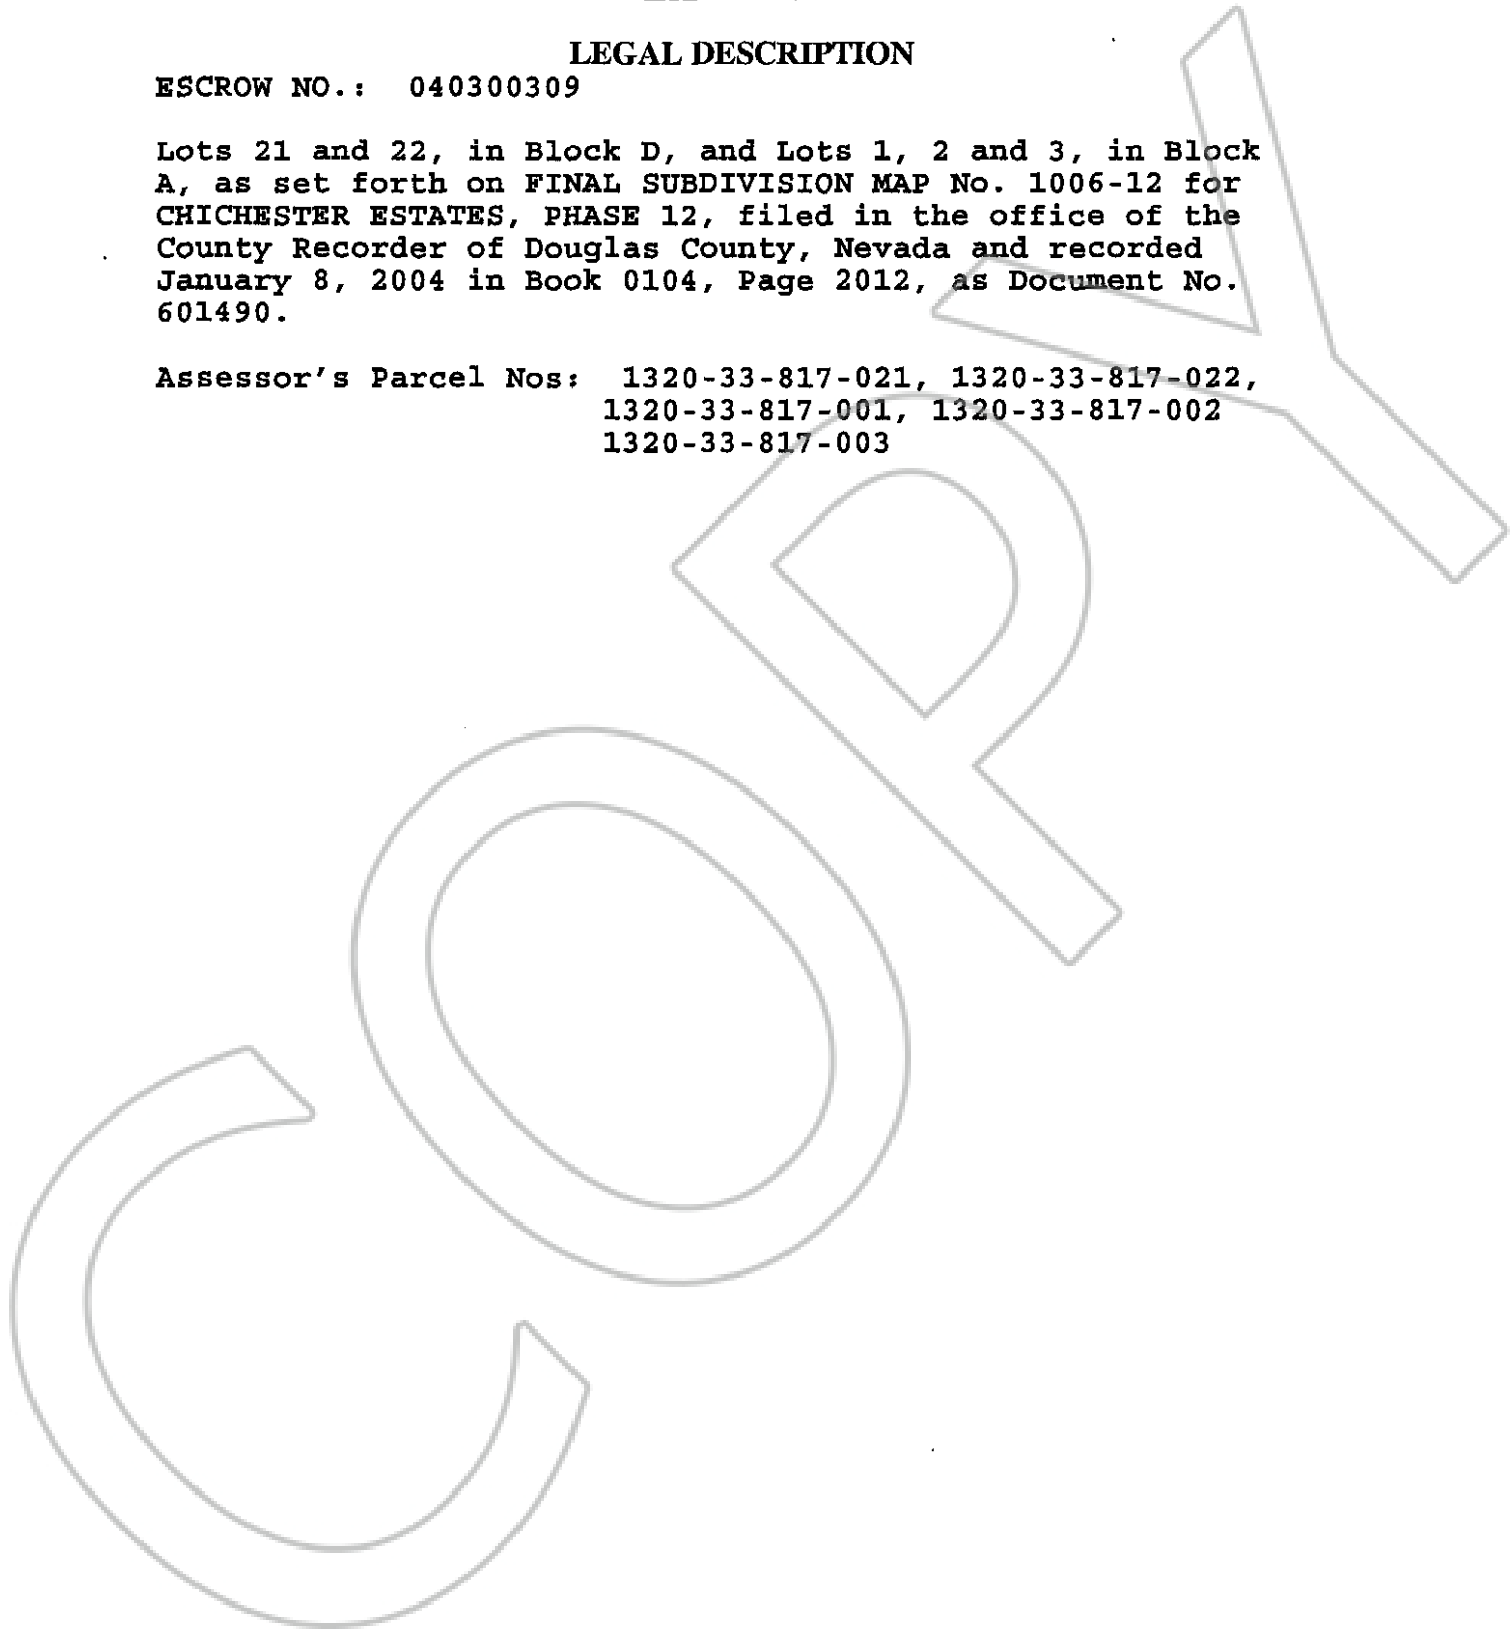 LEGAL DESCRIPTION
ESCROW NO.: 040300309
Lots 21 and 22, in Block D, and Lots 1, 2 and 3, in Block
A, as set forth on FINAL SUBDIVISION MAP No. 1006-12 for
CHICHESTER ESTATES, PHASE 12, filed in the office of the
County Recorder of Douglas County, Nevada and recorded
January 8, 2004 in Book 0104, Page 2012, as Document No.
601490.
Assessor's Parcel Nos: 1320-33-817-021, 1320-33-817-022,
1320-33-817-001, 1320-33-817-002
1320-33-817-003
COPY